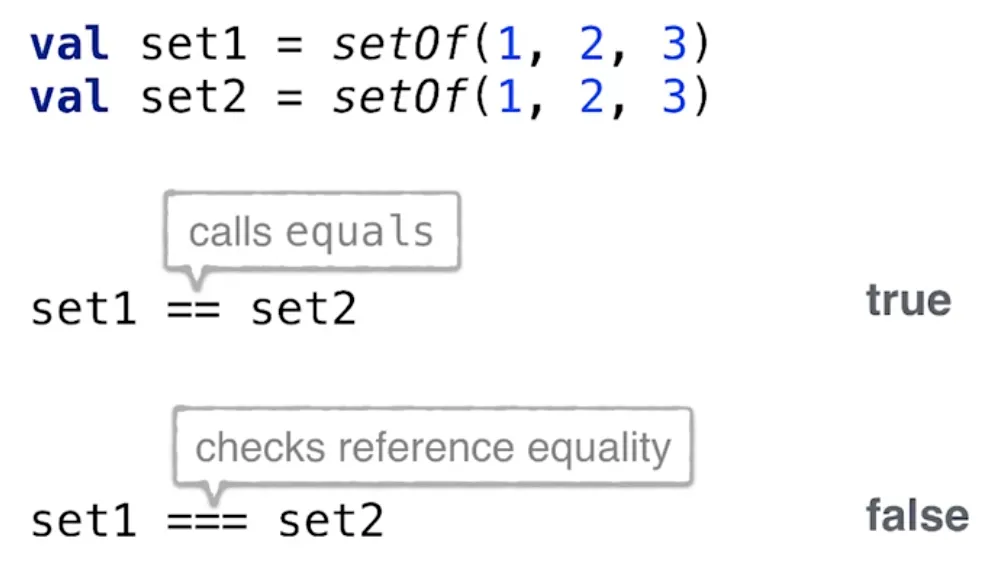 val set1 = setOf(1, 2, 3)
val set2 = setOf(1, 2, 3)
calls equals
set1 == set2 true
checks reference equality
set1 === set2 false